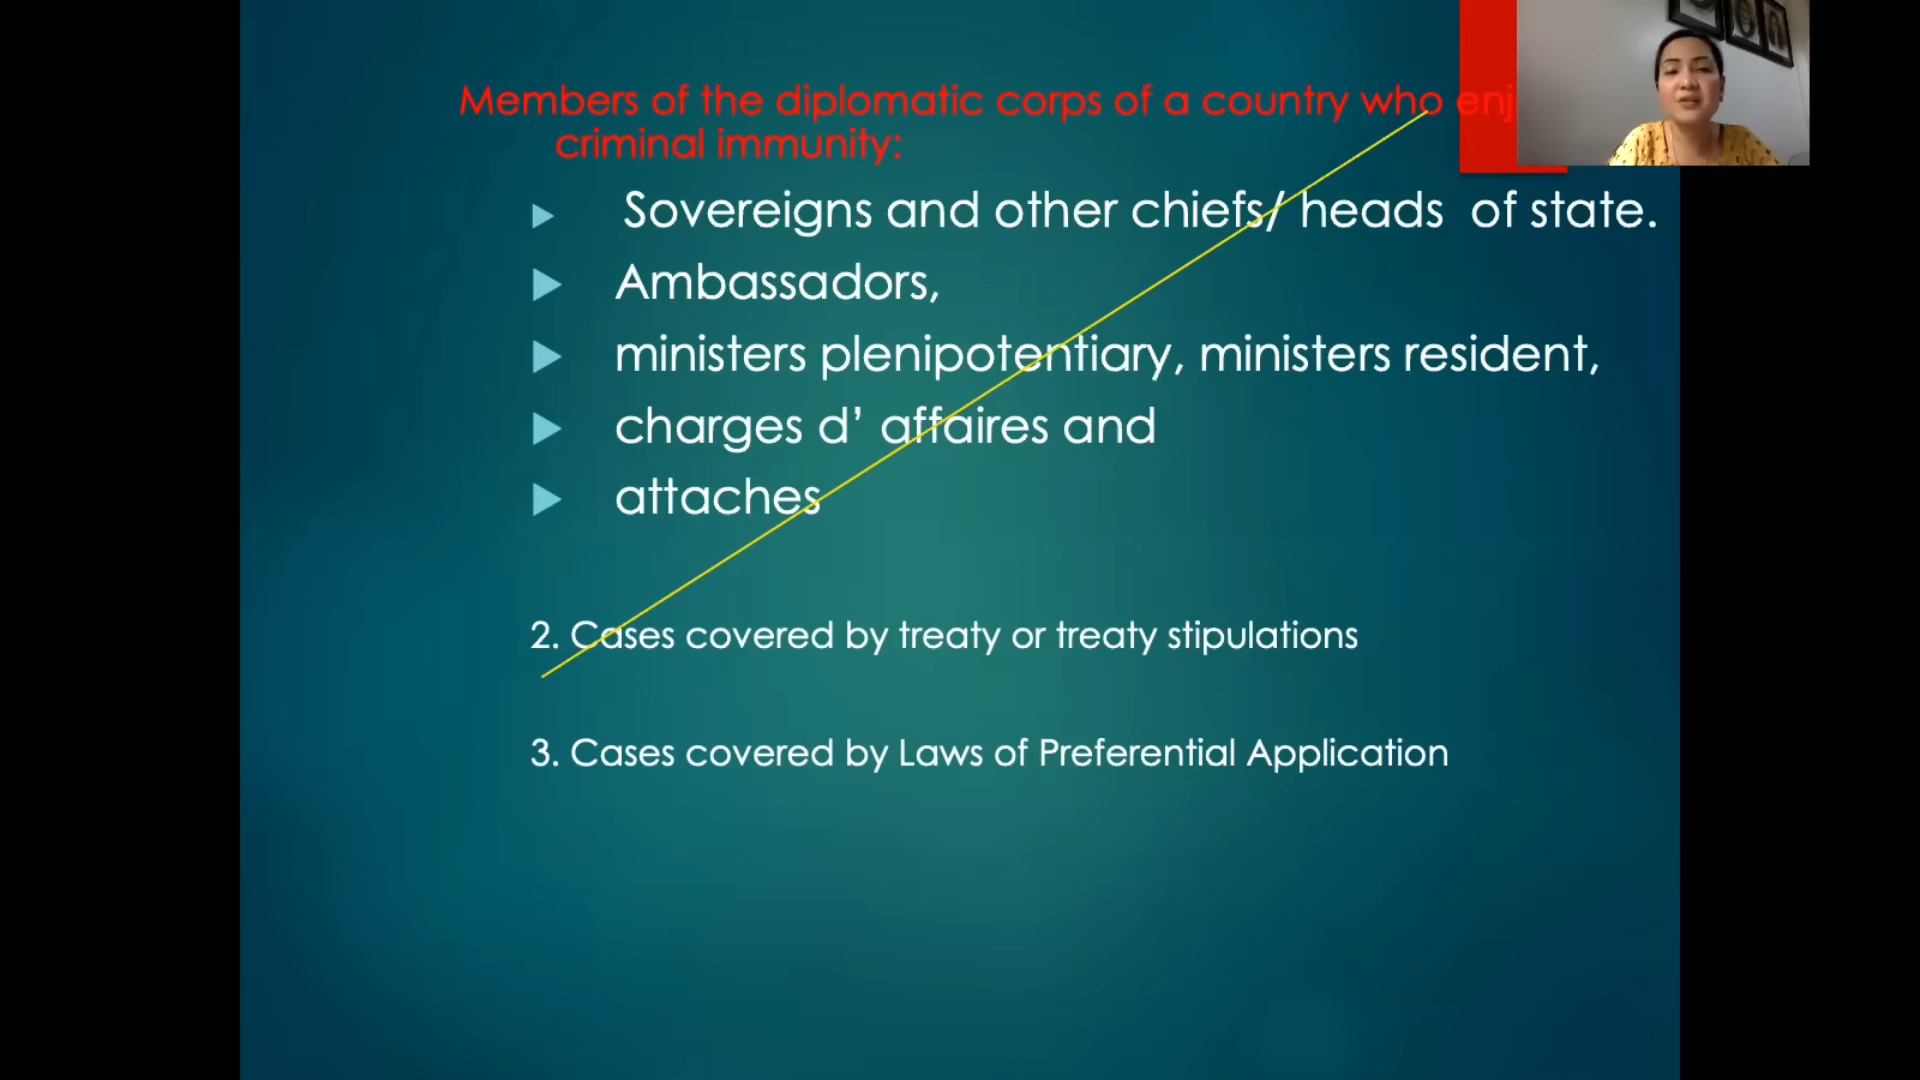 Members of the diplomatic corps of a country who
criminal immunity:
Sovereigns and other chiefs/ heads of state.
Ambassadors,
ministers plenipotentiary, ministers resident,
charges d’ affaires and
attaches
2. Cases covered by treaty or treaty stipulations
3. Cases covered by Laws of Preferential Application